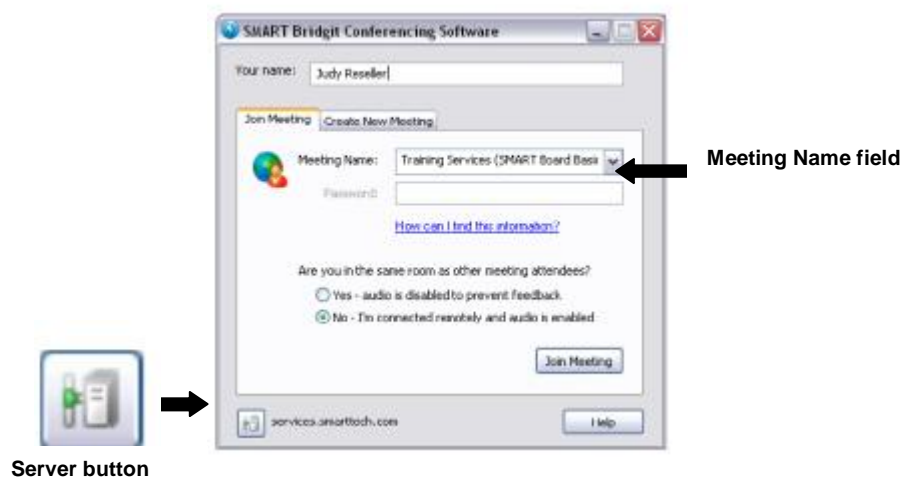 SMART Bridgit Conferencing Software
Your name: Judy Reseller
Join Meeting Create New Meeting
Meeting Name: Training Services (SMART Board Basi
Meeting Name field
Password:
How can I find this information?
Are you in the same room as other meeting attendees?
Yes - audio is disabled to prevent feedback
No - I'm connected remotely and audio is enabled
Join Meeting
services.smarttech.com Help
Server button